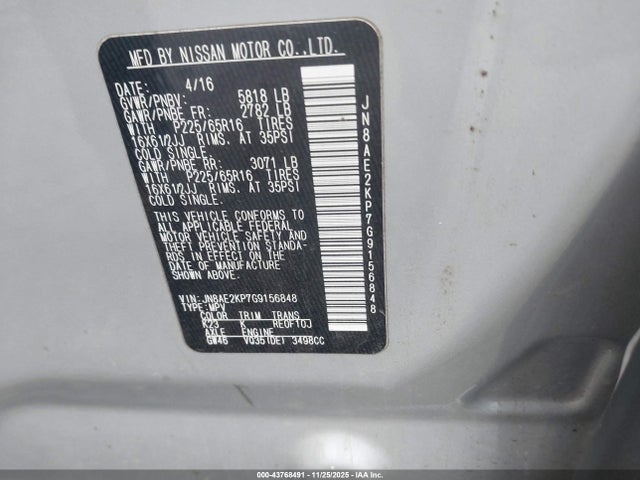 MFD BY NISSAN MOTOR CO.,LTD.
DATE: 4/16
GVWR/PNBV: 5818 LB
GAWR/PNBE FR: 2782 LB
WITH P225/65R16 TIRES
16X61/2JJ RIMS. AT 35PSI
COLD SINGLE.
GAWR/PNBE RR: 3071 LB
WITH P225/65R16 TIRES
16X61/2JJ RIMS. AT 35PSI
COLD SINGLE.
THIS VEHICLE CONFORMS TO
ALL APPLICABLE FEDERAL
MOTOR VEHICLE SAFETY AND
THEFT PREVENTION STANDA-
RDS IN EFFECT ON THE
DATE OF MANUFACTURE
SHOWN ABOVE.
VIN:JN8AE2KP7G9156848
TYPE:MPV
COLOR TRIM TRANS
K23 K RE0F10J
AXLE ENGINE
GW46 VQ35(DE) 3498CC
JN8AE2KP7G9156848
000-43768491 - 11/25/2025 - IAA Inc.